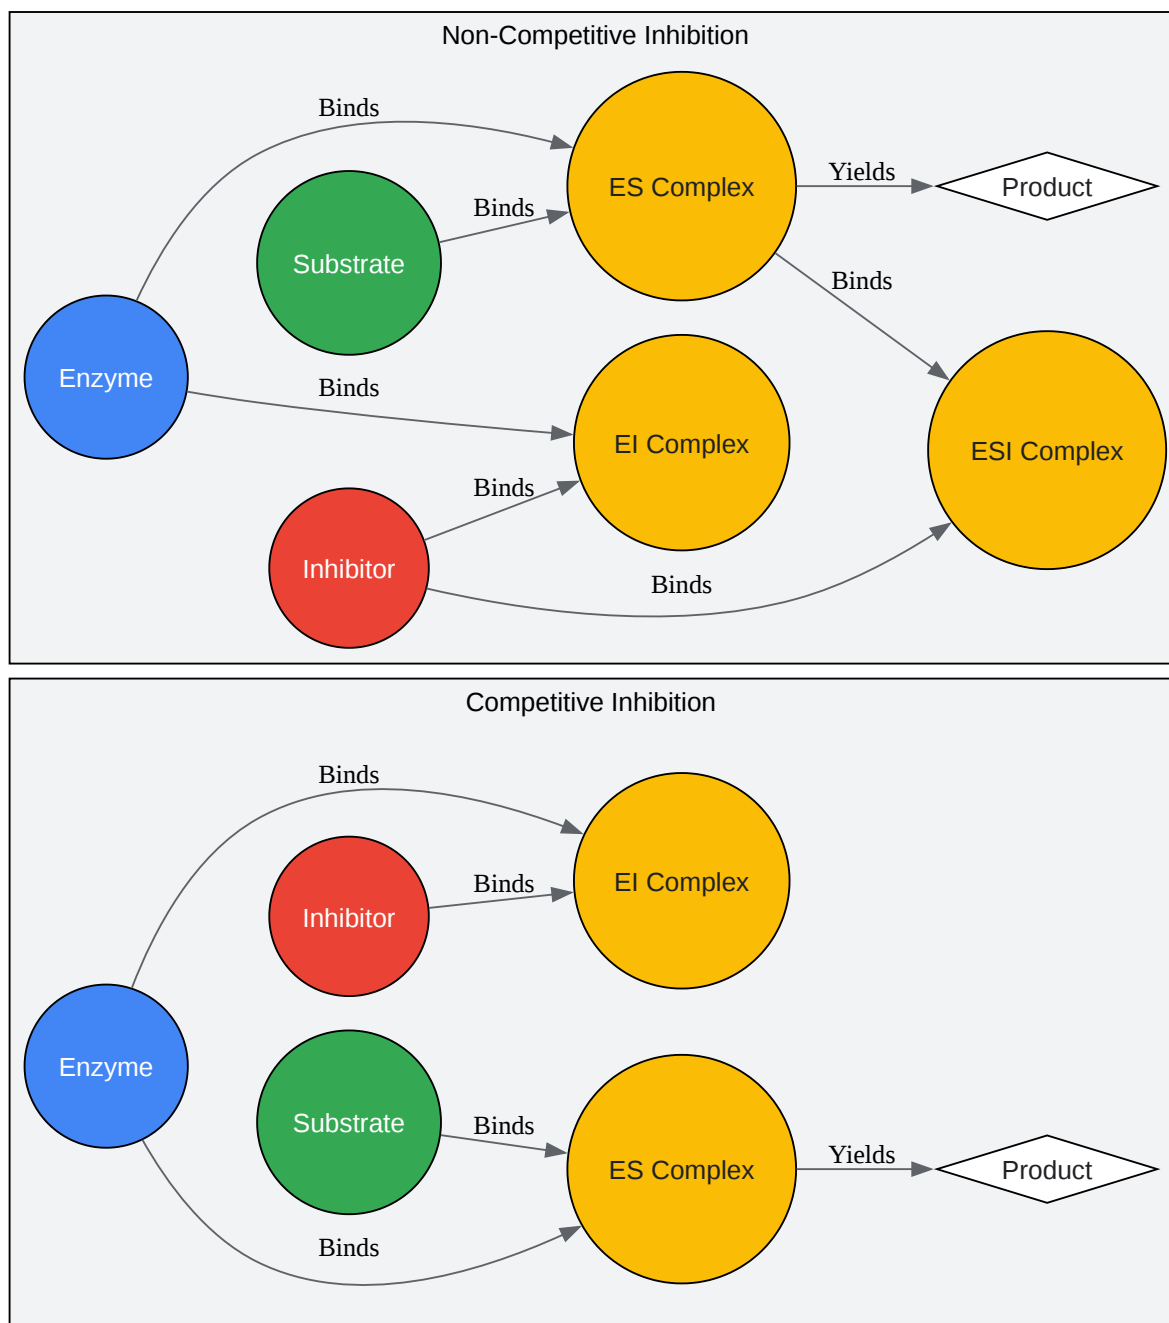 Non-Competitive Inhibition
Binds
ES Complex
Yields
Product
Substrate
Binds
Binds
Enzyme
Binds
EI Complex
ESI Complex
Binds
Inhibitor
Binds
Competitive Inhibition
Binds
Inhibitor
Binds
EI Complex
Enzyme
Substrate
Binds
ES Complex
Yields
Product
Binds